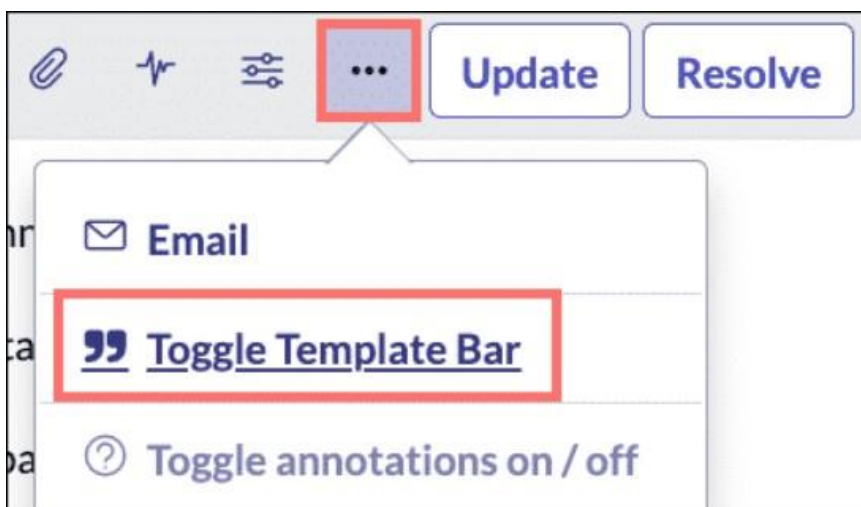 Update Resolve
Email
Toggle Template Bar
Toggle annotations on / off